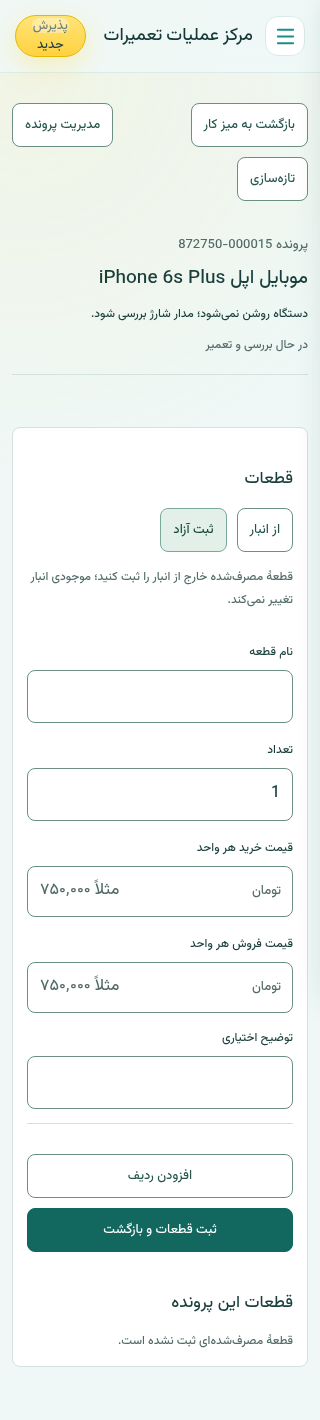 مرکز عملیات تعمیرات
پذیرش
جدید
بازگشت به میز کار
مدیریت پرونده
تازه‌سازی
پرونده 000015-872750
موبایل اپل iPhone 6s Plus
دستگاه روشن نمی‌شود؛ مدار شارژ بررسی شود.
در حال بررسی و تعمیر
قطعات
از انبار
ثبت آزاد
قطعهٔ مصرف‌شده خارج از انبار را ثبت کنید؛ موجودی انبار
تغییر نمی‌کند.
نام قطعه
تعداد
1
قیمت خرید هر واحد
تومان
مثلاً ۷۵۰,۰۰۰
قیمت فروش هر واحد
تومان
مثلاً ۷۵۰,۰۰۰
توضیح اختیاری
افزودن ردیف
ثبت قطعات و بازگشت
قطعات این پرونده
قطعهٔ مصرف‌شده‌ای ثبت نشده است.